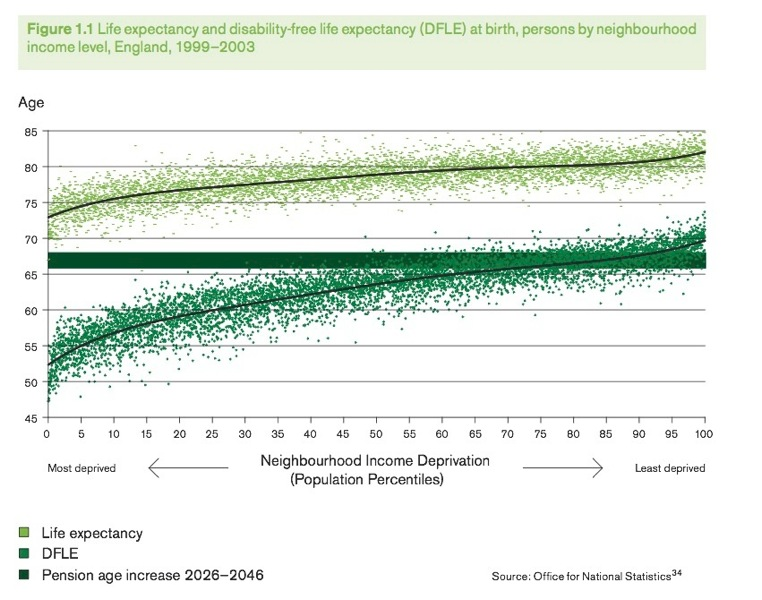 Figure 1.1 Life expectancy and disability-free life expectancy (DFLE) at birth, persons by neighbourhood
income level, England, 1999–2003
Age
85
80
75
70
65
60
55
50
45
0 5 10 15 20 25 30 35 40 45 50 55 60 65 70 75 80 85 90 95 100
Most deprived Neighbourhood Income Deprivation Least deprived
(Population Percentiles)
Life expectancy
DFLE
Pension age increase 2026–2046 Source: Office for National Statistics34